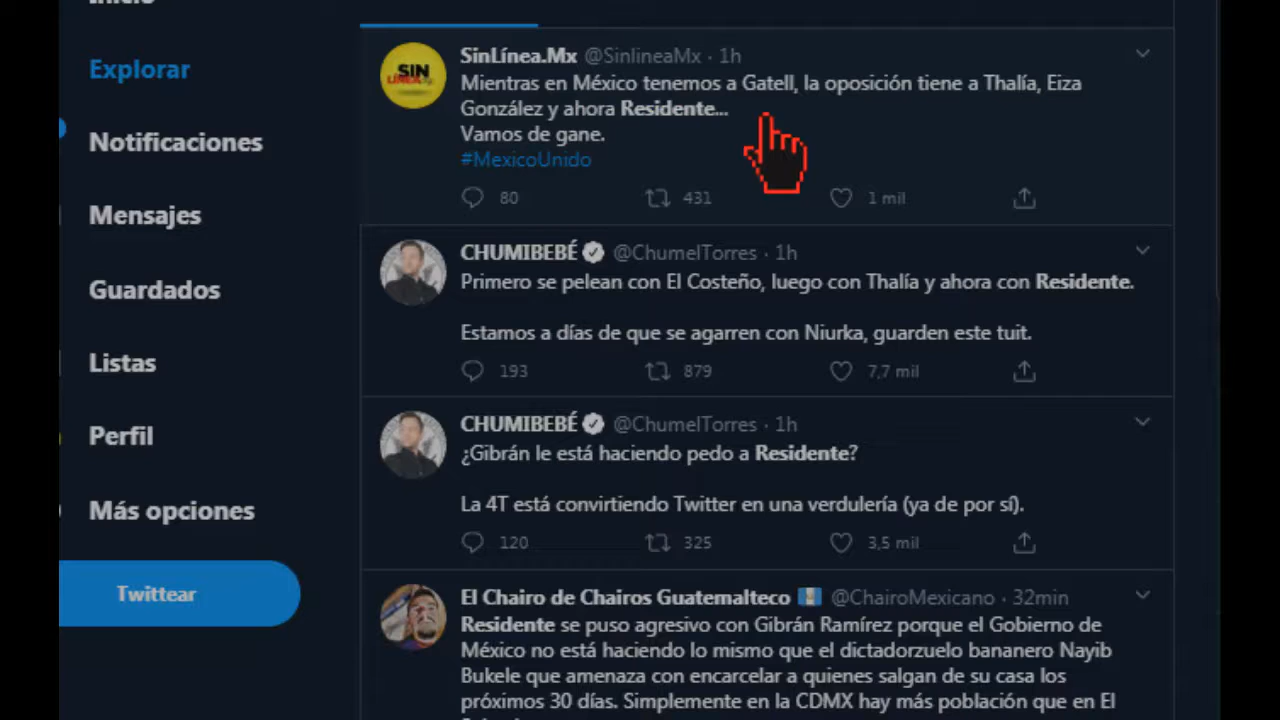 Inicio
Explorar
Notificaciones
Mensajes
Guardados
Listas
Perfil
Más opciones
Twittear
SIN
LINEA
SinLínea.Mx @SinlineaMx · 1h
Mientras en México tenemos a Gatell, la oposición tiene a Thalía, Eiza
González y ahora Residente...
Vamos de gane.
#MexicoUnido
80 431 1 mil
CHUMIBEBÉ @ChumelTorres · 1h
Primero se pelean con El Costeño, luego con Thalía y ahora con Residente.
Estamos a días de que se agarren con Niurka, guarden este tuit.
193 879 7,7 mil
CHUMIBEBÉ @ChumelTorres · 1h
¿Gibrán le está haciendo pedo a Residente?
La 4T está convirtiendo Twitter en una verdulería (ya de por sí).
120 325 3,5 mil
El Chairo de Chairos Guatemalteco 🇬🇹 @ChairoMexicano · 32min
Residente se puso agresivo con Gibrán Ramírez porque el Gobierno de
México no está haciendo lo mismo que el dictadorzuelo bananero Nayib
Bukele que amenaza con encarcelar a quienes salgan de su casa los
próximos 30 días. Simplemente en la CDMX hay más población que en El